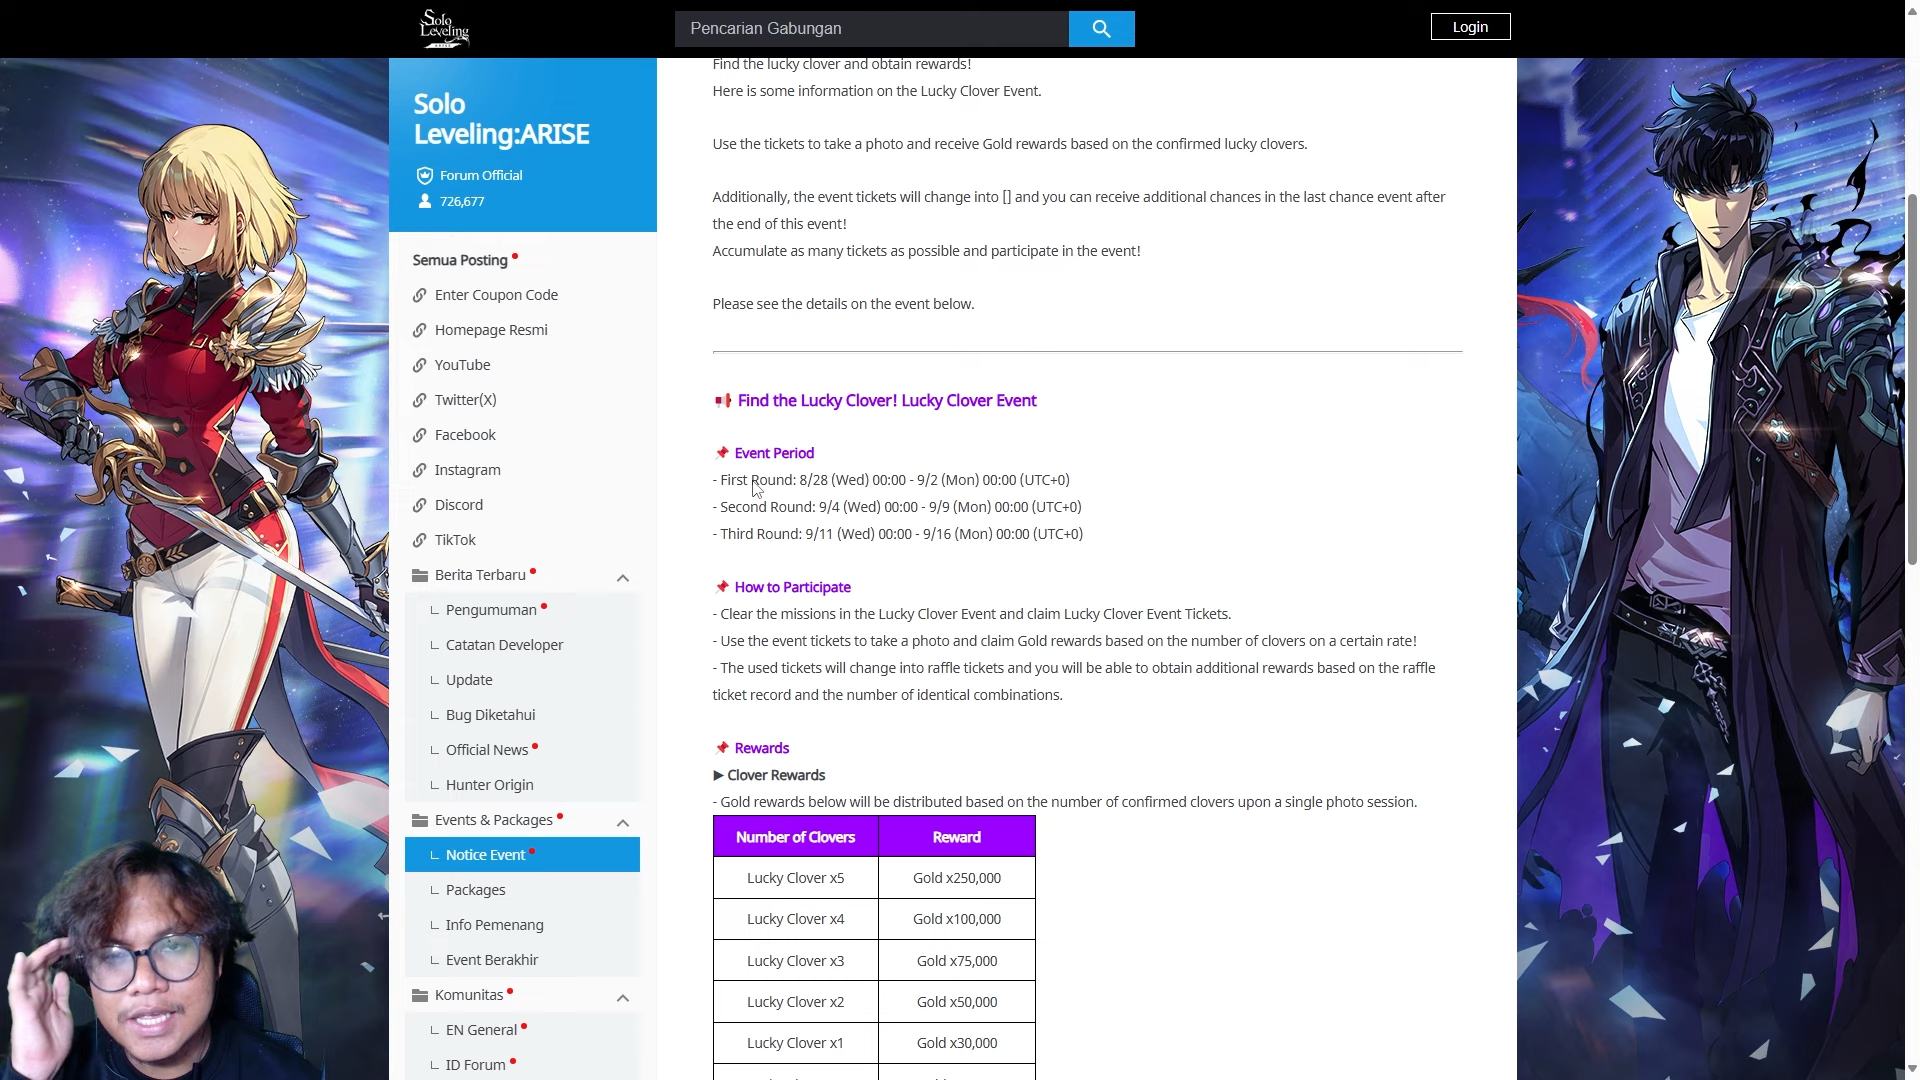 Solo
Leveling
ARISE
Pencarian Gabungan
Login
Solo
Leveling:ARISE
Forum Official
726,677
Semua Posting
Enter Coupon Code
Homepage Resmi
YouTube
Twitter(X)
Facebook
Instagram
Discord
TikTok
Berita Terbaru
Pengumuman
Catatan Developer
Update
Bug Diketahui
Official News
Hunter Origin
Events & Packages
Notice Event
Packages
Info Pemenang
Event Berakhir
Komunitas
EN General
ID Forum
Find the lucky clover and obtain rewards!
Here is some information on the Lucky Clover Event.
Use the tickets to take a photo and receive Gold rewards based on the confirmed lucky clovers.
Additionally, the event tickets will change into [] and you can receive additional chances in the last chance event after
the end of this event!
Accumulate as many tickets as possible and participate in the event!
Please see the details on the event below.
Find the Lucky Clover! Lucky Clover Event
Event Period
- First Round: 8/28 (Wed) 00:00 - 9/2 (Mon) 00:00 (UTC+0)
- Second Round: 9/4 (Wed) 00:00 - 9/9 (Mon) 00:00 (UTC+0)
- Third Round: 9/11 (Wed) 00:00 - 9/16 (Mon) 00:00 (UTC+0)
How to Participate
- Clear the missions in the Lucky Clover Event and claim Lucky Clover Event Tickets.
- Use the event tickets to take a photo and claim Gold rewards based on the number of clovers on a certain rate!
- The used tickets will change into raffle tickets and you will be able to obtain additional rewards based on the raffle
ticket record and the number of identical combinations.
Rewards
▶ Clover Rewards
- Gold rewards below will be distributed based on the number of confirmed clovers upon a single photo session.
Number of Clovers Reward
Lucky Clover x5 Gold x250,000
Lucky Clover x4 Gold x100,000
Lucky Clover x3 Gold x75,000
Lucky Clover x2 Gold x50,000
Lucky Clover x1 Gold x30,000